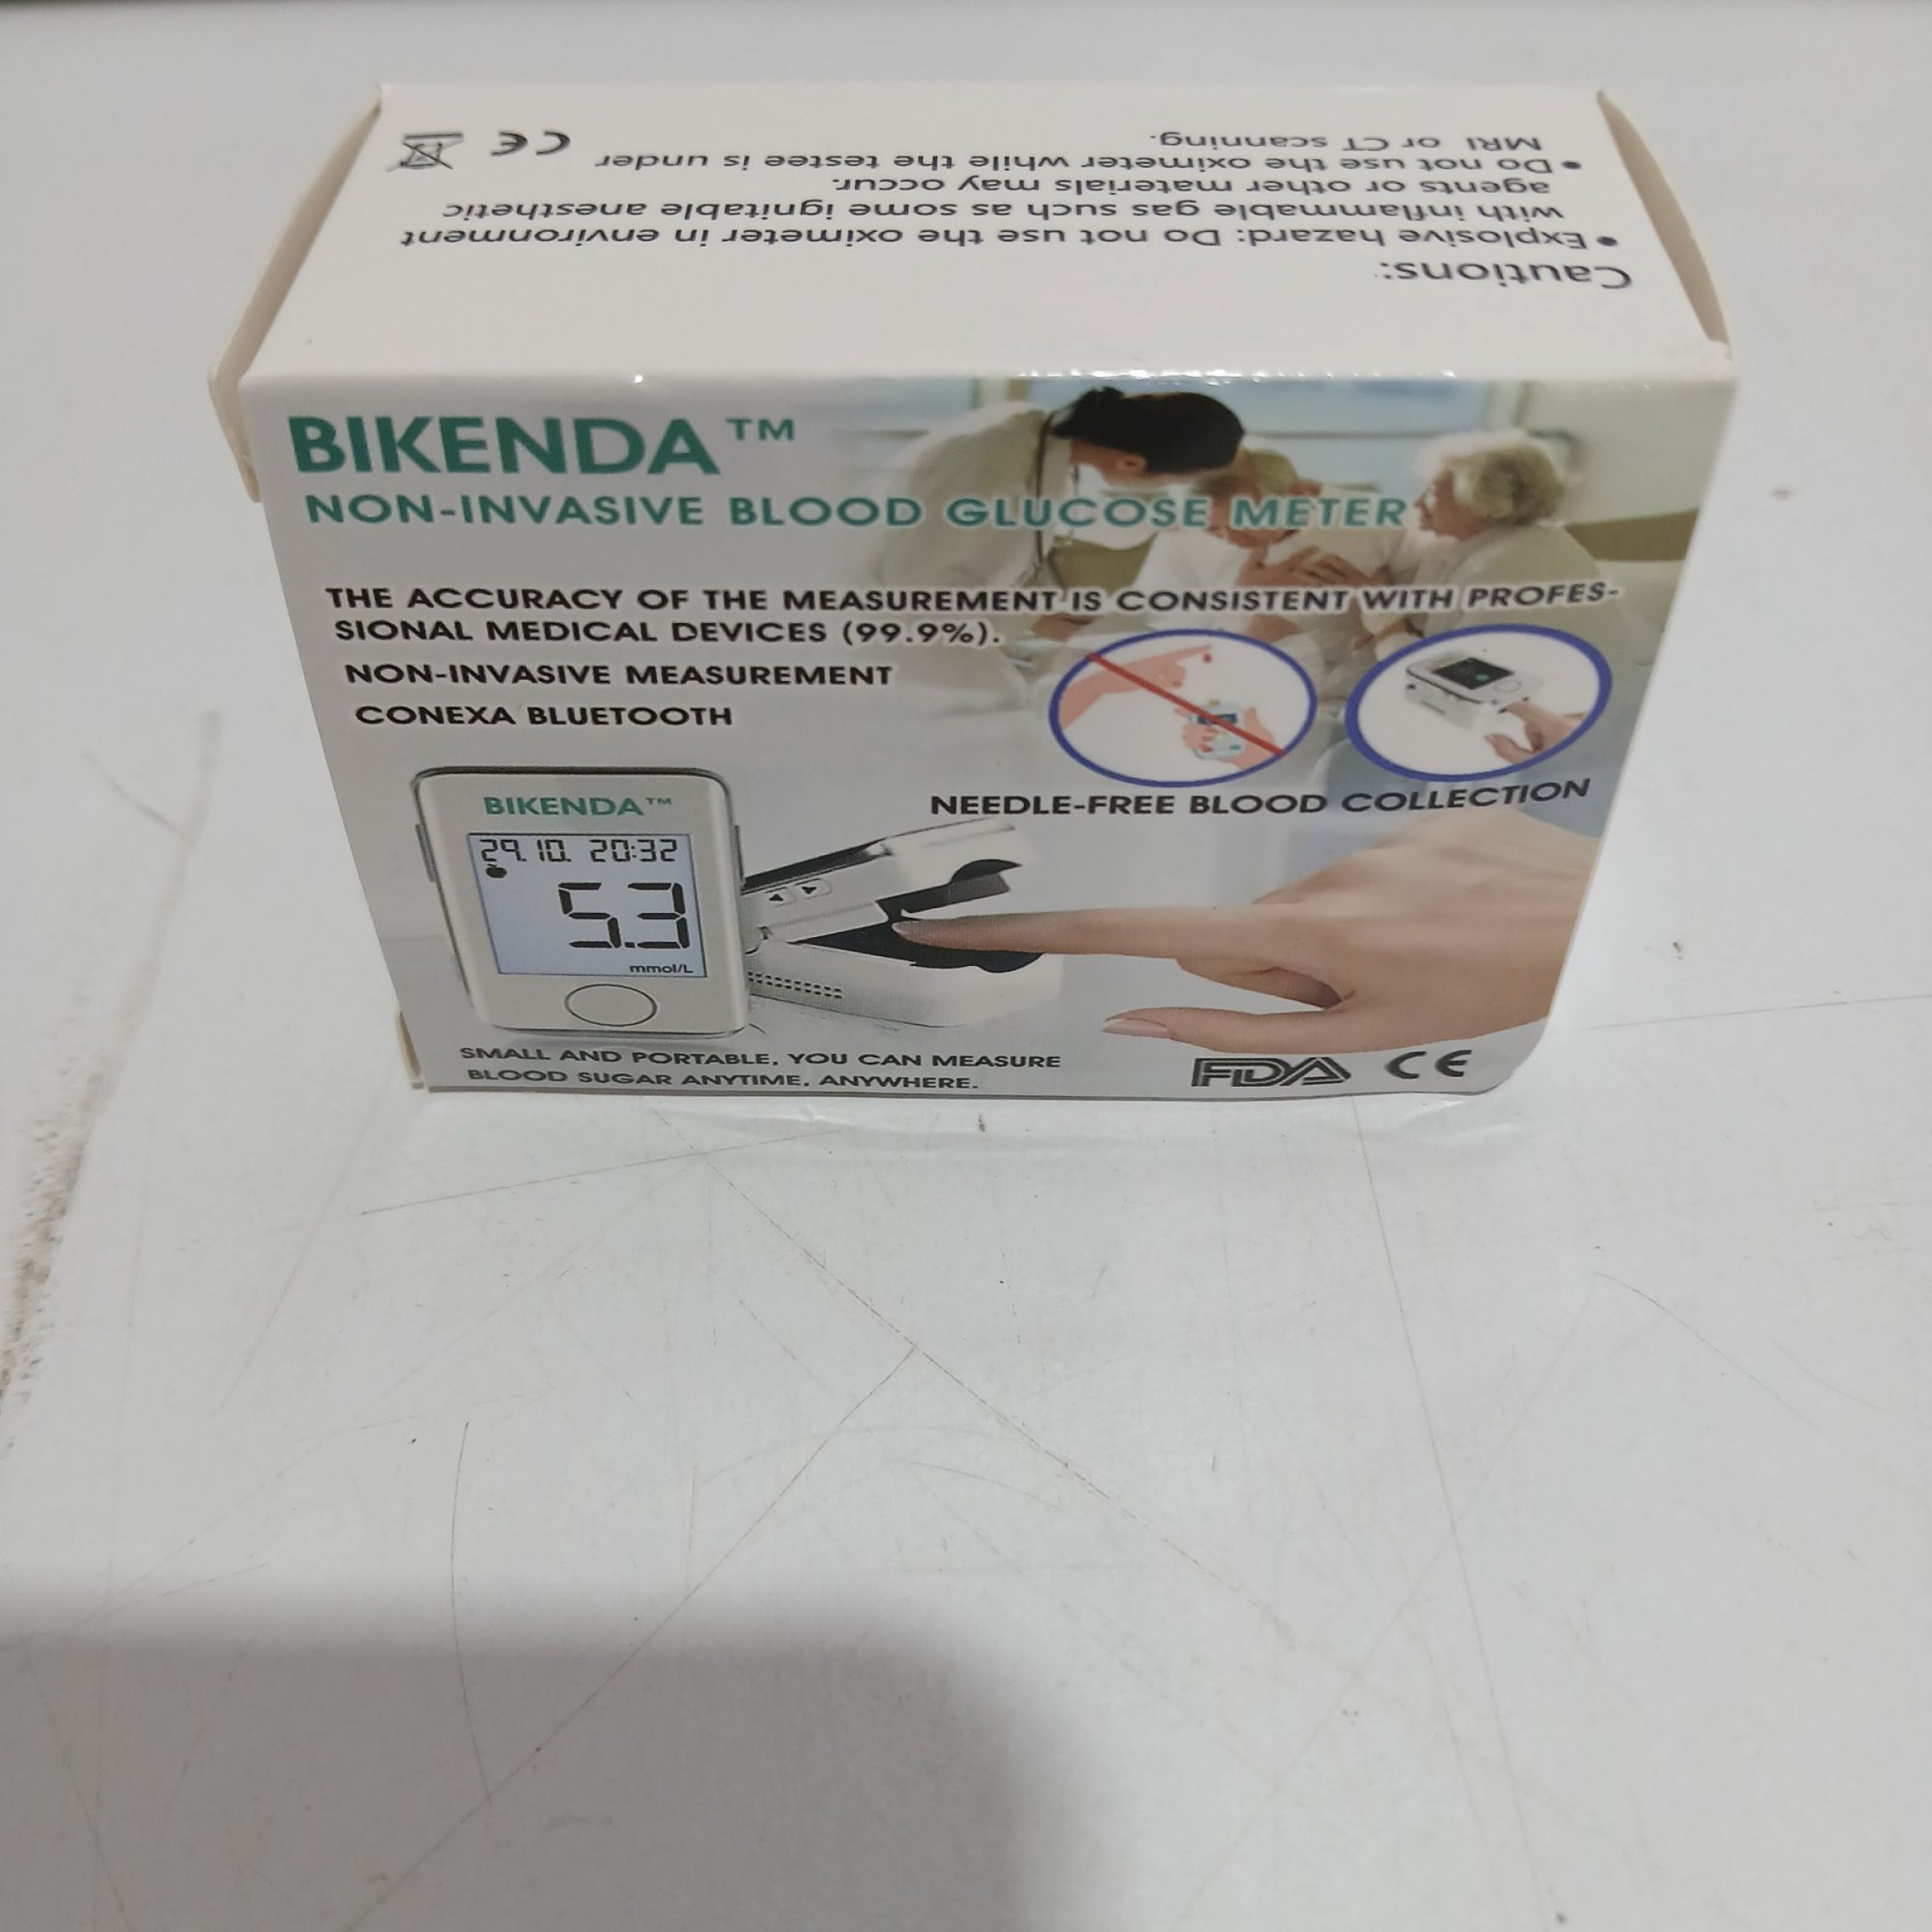 Cautions:
• Explosive hazard: Do not use the oximeter in environment
with inflammable gas such as some ignitable anesthetic
agents or other materials may occur.
• Do not use the oximeter while the testee is under
MRI or CT scanning.
CE
BIKENDA™
NON-INVASIVE BLOOD GLUCOSE METER
THE ACCURACY OF THE MEASUREMENT IS CONSISTENT WITH PROFES-
SIONAL MEDICAL DEVICES (99.9%).
NON-INVASIVE MEASUREMENT
CONEXA BLUETOOTH
NEEDLE-FREE BLOOD COLLECTION
BIKENDA™
29.10. 20:32
5.3
mmol/L
SMALL AND PORTABLE, YOU CAN MEASURE
BLOOD SUGAR ANYTIME, ANYWHERE.
FDA CE